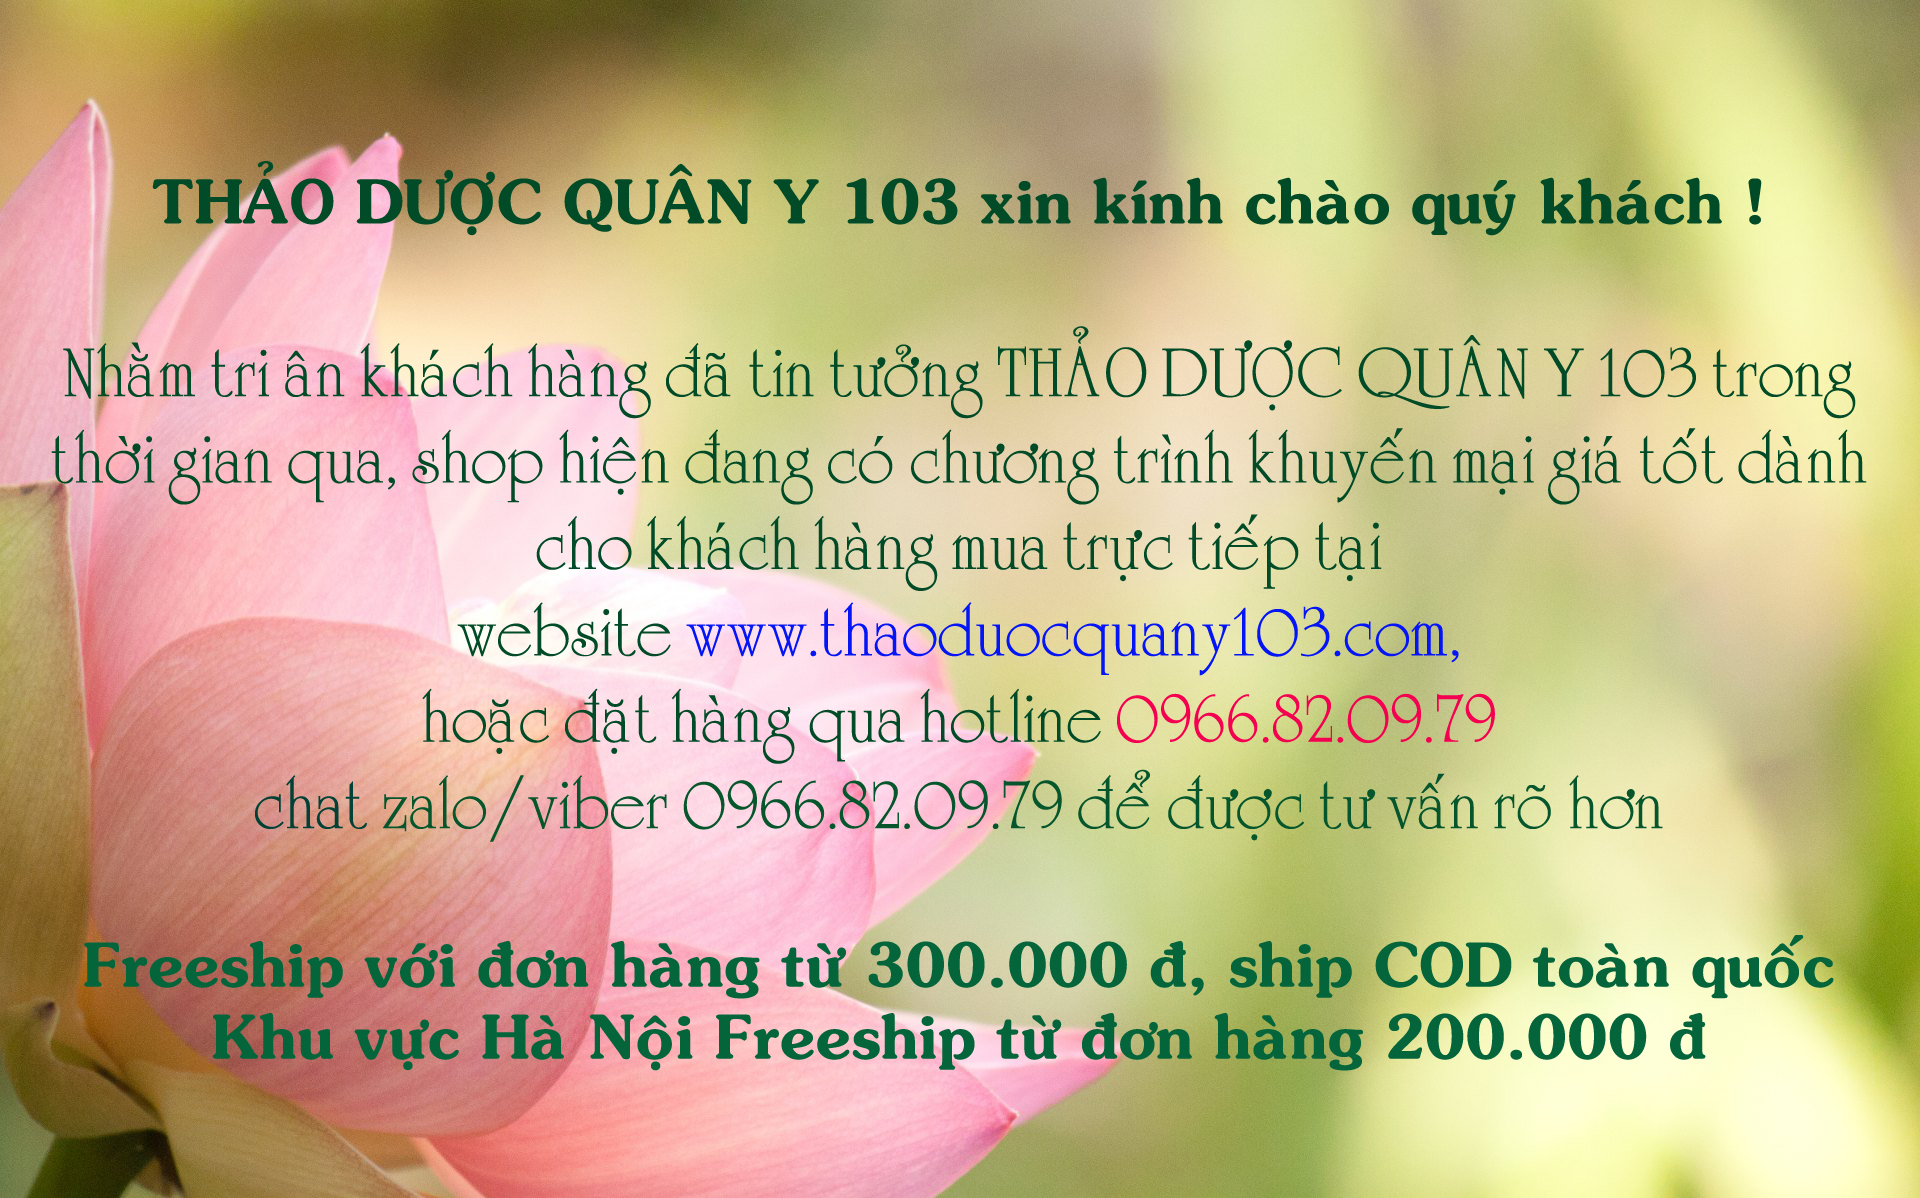 THẢO DƯỢC QUÂN Y 103 xin kính chào quý khách !
Nhằm tri ân khách hàng đã tin tưởng THẢO DƯỢC QUÂN Y 103 trong
thời gian qua, shop hiện đang có chương trình khuyến mại giá tốt dành
cho khách hàng mua trực tiếp tại
website www.thaoduocquany103.com,
hoặc đặt hàng qua hotline 0966.82.09.79
chat zalo/viber 0966.82.09.79 để được tư vấn rõ hơn
Freeship với đơn hàng từ 300.000 đ, ship COD toàn quốc
Khu vực Hà Nội Freeship từ đơn hàng 200.000 đ